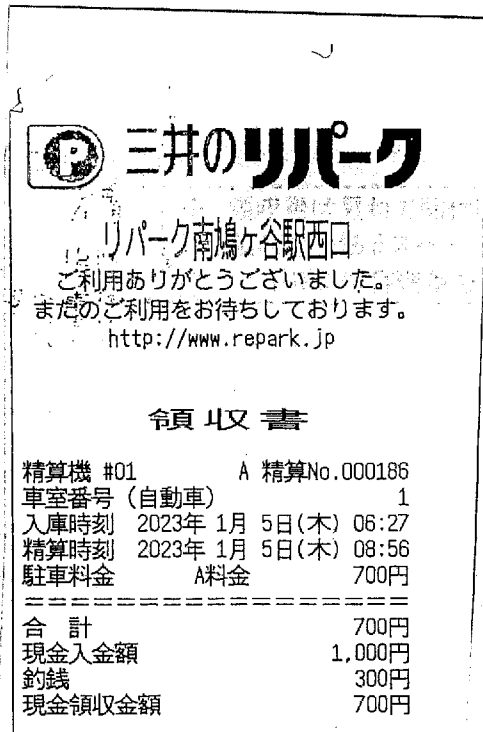 P 三井のリパーク
リパーク南鳩ヶ谷駅西口
ご利用ありがとうございました。
またのご利用をお待ちしております。
http://www.repark.jp
領収書
精算機 #01 A 精算No.000186
車室番号(自動車) 1
入庫時刻 2023年 1月 5日(木) 06:27
精算時刻 2023年 1月 5日(木) 08:56
駐車料金 A料金 700円
==================
合 計 700円
現金入金額 1,000円
釣銭 300円
現金領収金額 700円